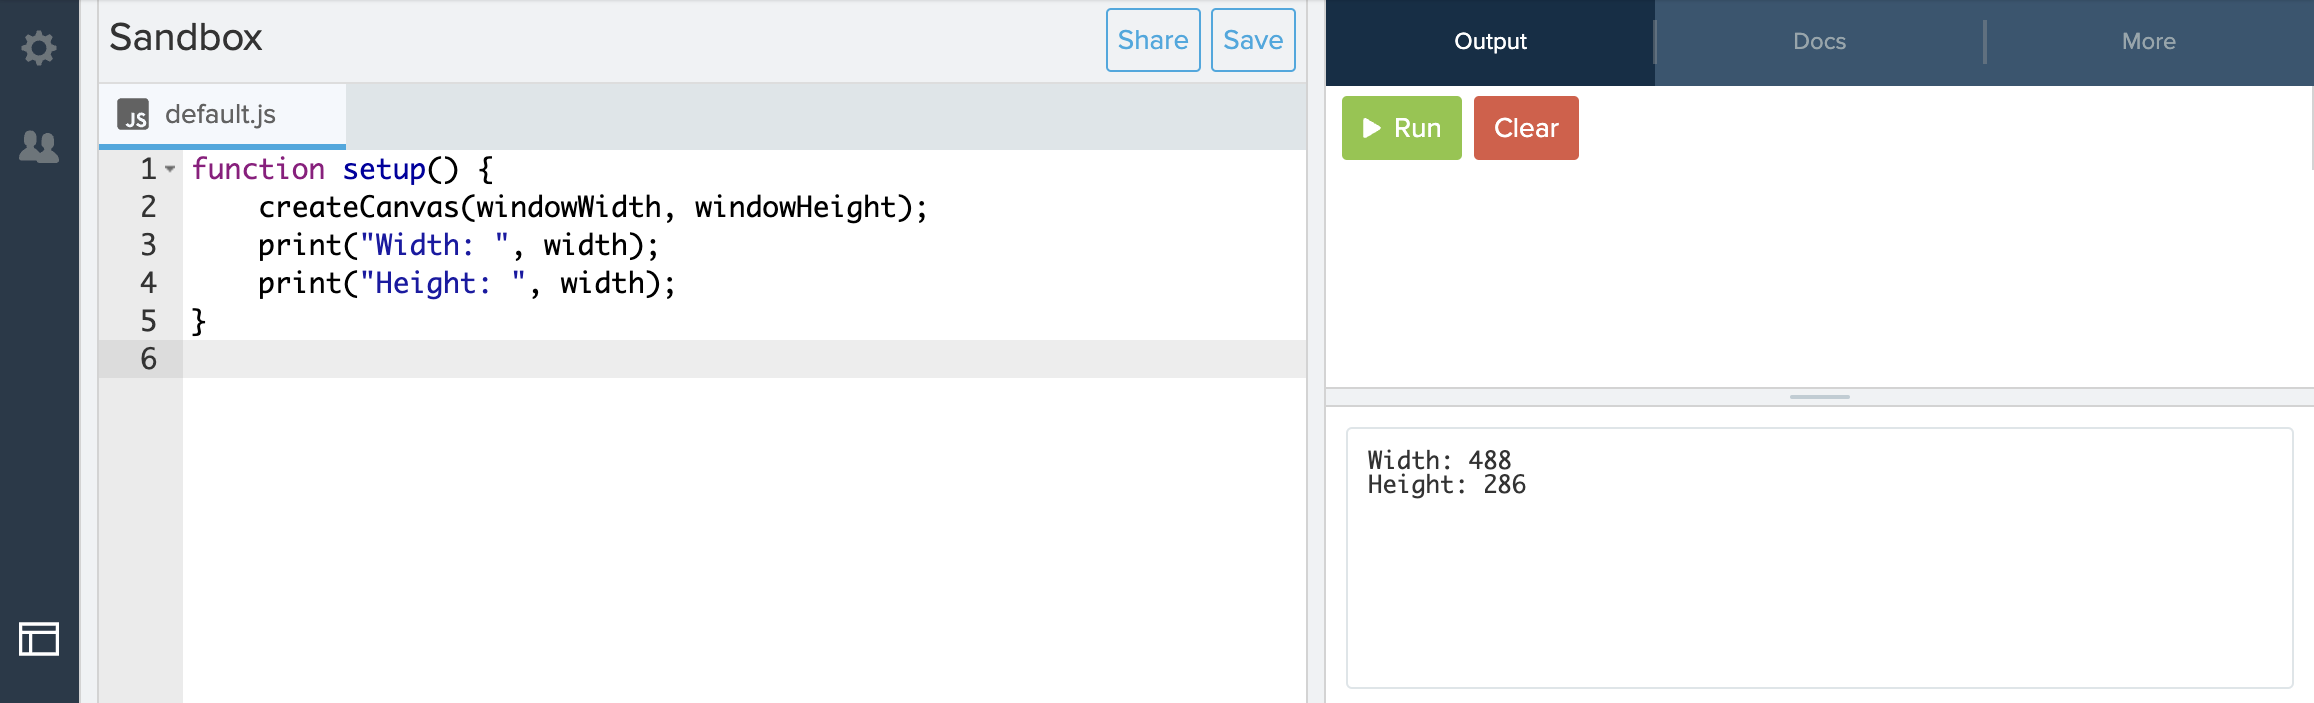 Sandbox
Share
Save
Output
Docs
More
JS default.js
Run
Clear
1 function setup() {
2 createCanvas(windowWidth, windowHeight);
3 print("Width: ", width);
4 print("Height: ", width);
5 }
6
Width: 488
Height: 286